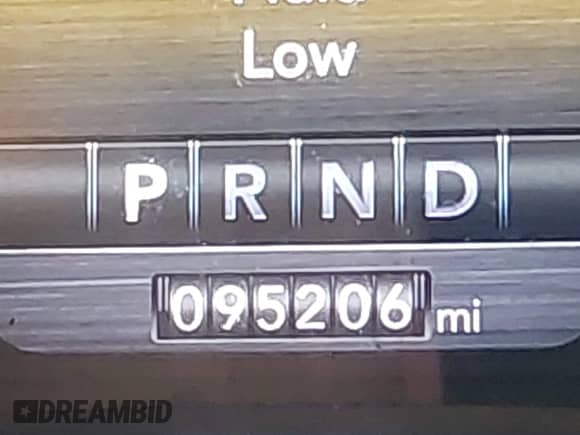 Low
P R N D
095206 mi
DREAMBID